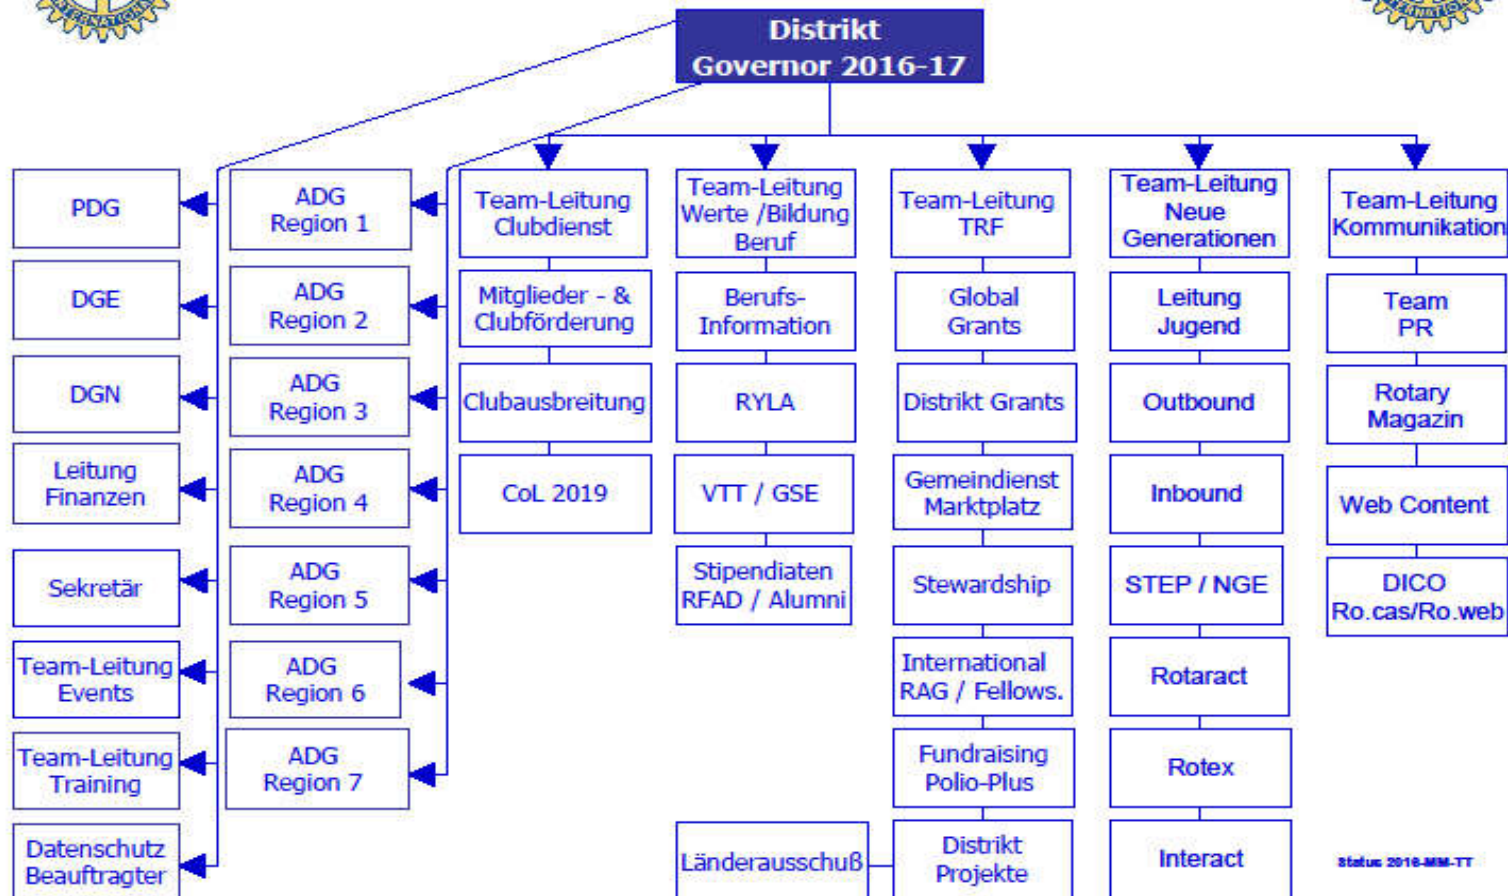 INTERNATIONAL
Distrikt
Governor 2016-17
PDG
DGE
DGN
Leitung
Finanzen
Sekretär
Team-Leitung
Events
Team-Leitung
Training
Datenschutz
Beauftragter
ADG
Region 1
ADG
Region 2
ADG
Region 3
ADG
Region 4
ADG
Region 5
ADG
Region 6
ADG
Region 7
Team-Leitung
Clubdienst
Mitglieder - &
Clubförderung
Clubausbreitung
CoL 2019
Team-Leitung
Werte /Bildung
Beruf
Berufs-
Information
RYLA
VTT / GSE
Stipendiaten
RFAD / Alumni
Team-Leitung
TRF
Global
Grants
Distrikt Grants
Gemeindienst
Marktplatz
Stewardship
International
RAG / Fellows.
Fundraising
Polio-Plus
Länderausschuß
Distrikt
Projekte
Team-Leitung
Neue
Generationen
Leitung
Jugend
Outbound
Inbound
STEP / NGE
Rotaract
Rotex
Interact
Team-Leitung
Kommunikation
Team
PR
Rotary
Magazin
Web Content
DICO
Ro.cas/Ro.web
Status 2016-MM-TT